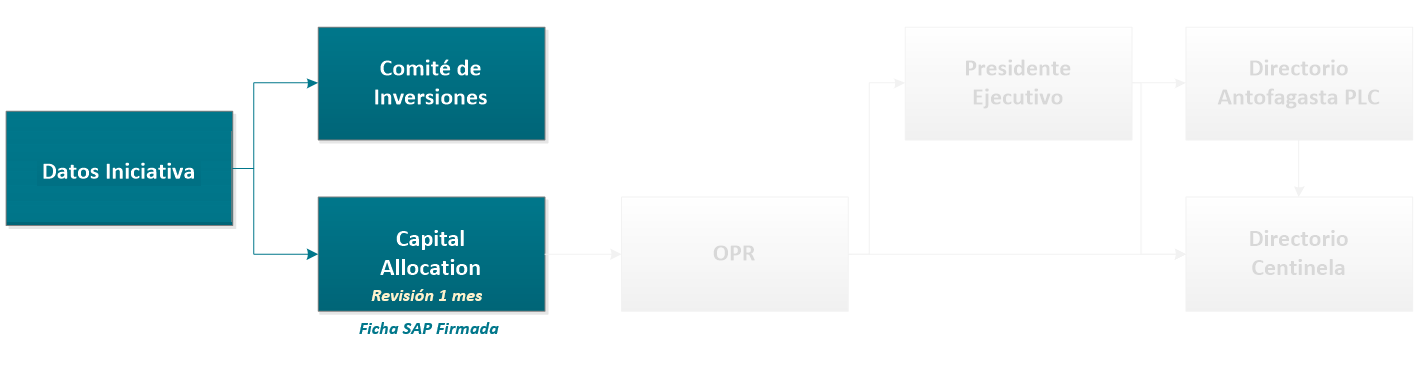 Datos Iniciativa
Comité de
Inversiones
Capital
Allocation
Revisión 1 mes
Ficha SAP Firmada
OPR
Presidente
Ejecutivo
Directorio
Antofagasta PLC
Directorio
Centinela